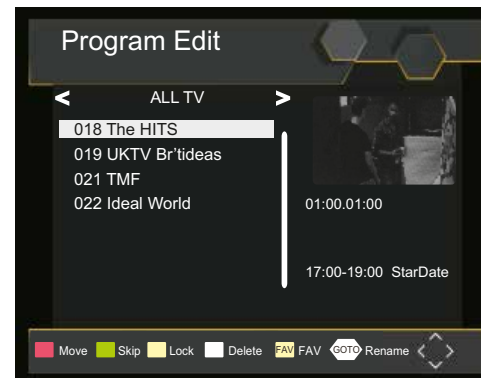 Program Edit
< ALL TV >
018 The HITS
019 UKTV Br'tideas
021 TMF
022 Ideal World
01:00.01:00
17:00-19:00 StarDate
Move Skip Lock Delete FAV FAV GOTO Rename